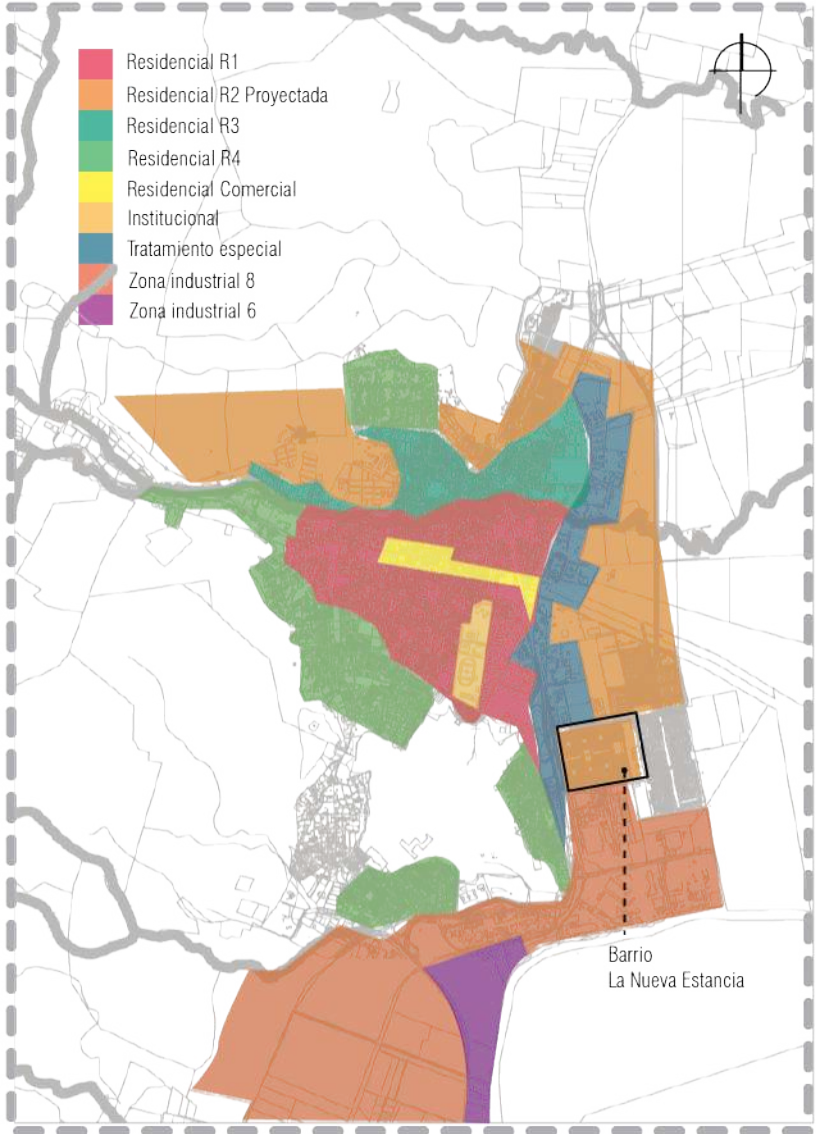 Residencial R1
Residencial R2 Proyectada
Residencial R3
Residencial R4
Residencial Comercial
Institucional
Tratamiento especial
Zona industrial 8
Zona industrial 6
Barrio
La Nueva Estancia